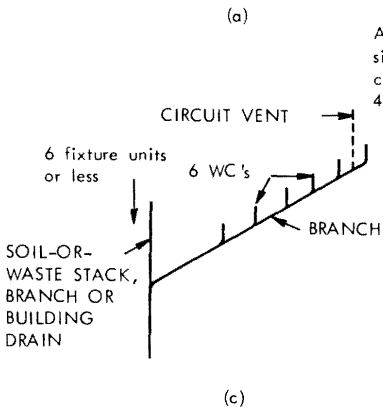 (a)
A
si
c
4
CIRCUIT VENT
6 fixture units
or less
6 WC's
BRANCH
SOIL-OR-
WASTE STACK,
BRANCH OR
BUILDING
DRAIN
(c)